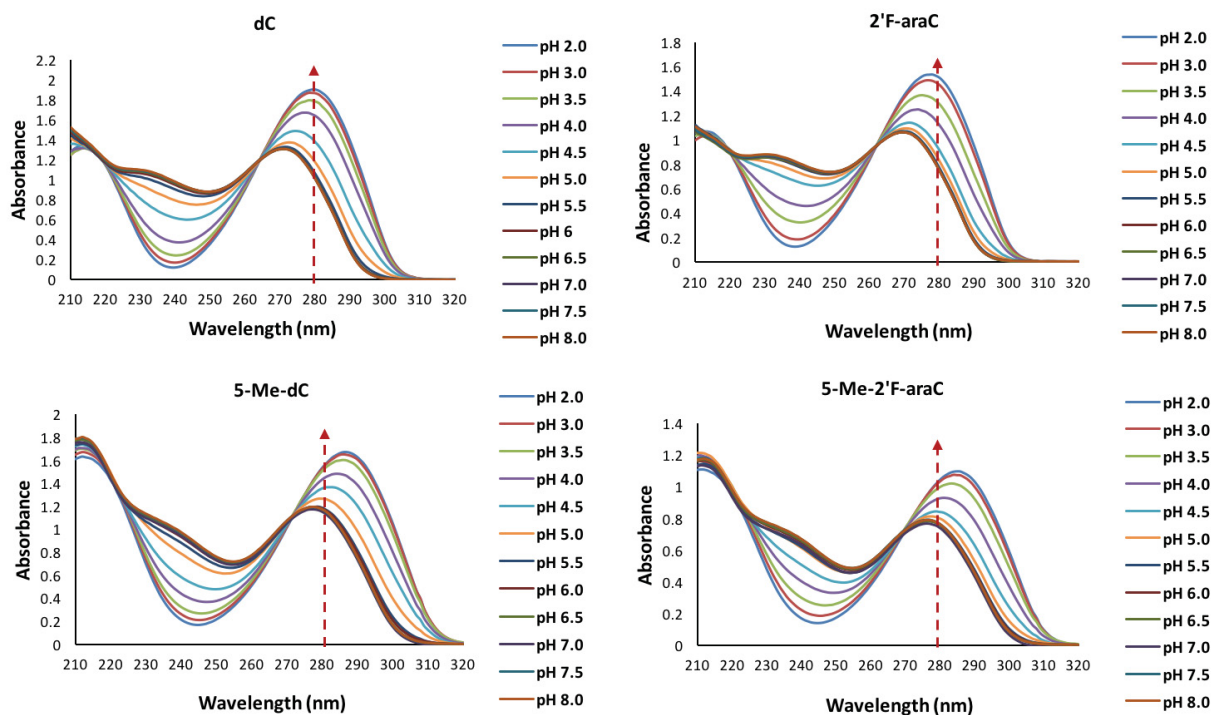 dC
Absorbance
2.2
2
1.8
1.6
1.4
1.2
1
0.8
0.6
0.4
0.2
0
210 220 230 240 250 260 270 280 290 300 310 320
Wavelength (nm)
pH 2.0
pH 3.0
pH 3.5
pH 4.0
pH 4.5
pH 5.0
pH 5.5
pH 6
pH 6.5
pH 7.0
pH 7.5
pH 8.0
2'F-araC
Absorbance
1.8
1.6
1.4
1.2
1
0.8
0.6
0.4
0.2
0
210 220 230 240 250 260 270 280 290 300 310 320
Wavelength (nm)
pH 2.0
pH 3.0
pH 3.5
pH 4.0
pH 4.5
pH 5.0
pH 5.5
pH 6.0
pH 6.5
pH 7.0
pH 7.5
pH 8.0
5-Me-dC
Absorbance
2
1.8
1.6
1.4
1.2
1
0.8
0.6
0.4
0.2
0
210 220 230 240 250 260 270 280 290 300 310 320
Wavelength (nm)
pH 2.0
pH 3.0
pH 3.5
pH 4.0
pH 4.5
pH 5.0
pH 5.5
pH 6.0
pH 6.5
pH 7.0
pH 7.5
pH 8.0
5-Me-2'F-araC
Absorbance
1.4
1.2
1
0.8
0.6
0.4
0.2
0
210 220 230 240 250 260 270 280 290 300 310 320
Wavelength (nm)
pH 2.0
pH 3.0
pH 3.5
pH 4.0
pH 4.5
pH 5.0
pH 5.5
pH 6.0
pH 6.5
pH 7.0
pH 7.5
pH 8.0